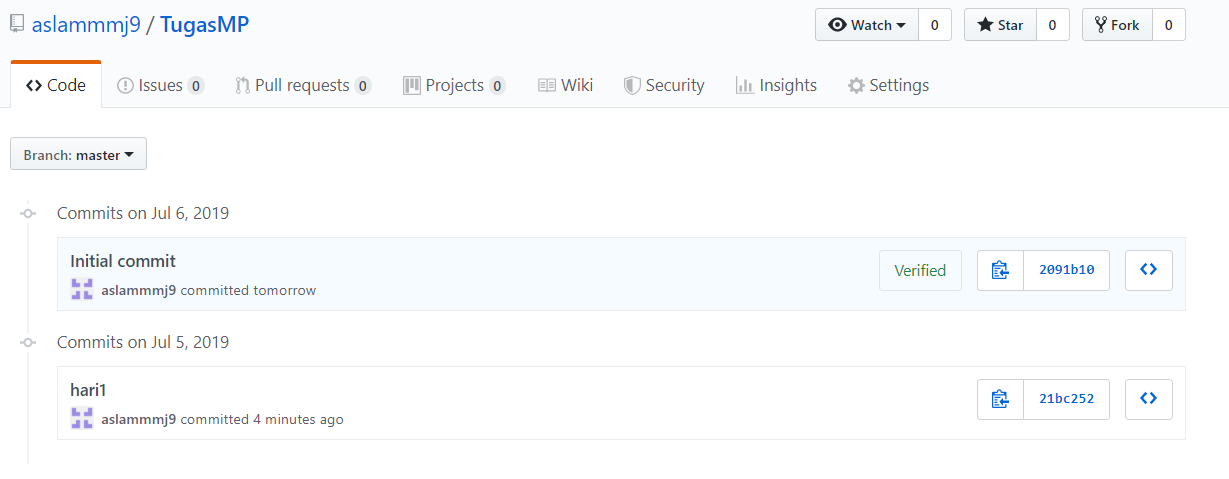 aslammmj9 / TugasMP Watch 0 Star 0 Fork 0
Code Issues 0 Pull requests 0 Projects 0 Wiki Security Insights Settings
Branch: master
Commits on Jul 6, 2019
Initial commit
aslammmj9 committed tomorrow Verified 2091b10
Commits on Jul 5, 2019
hari1
aslammmj9 committed 4 minutes ago 21bc252